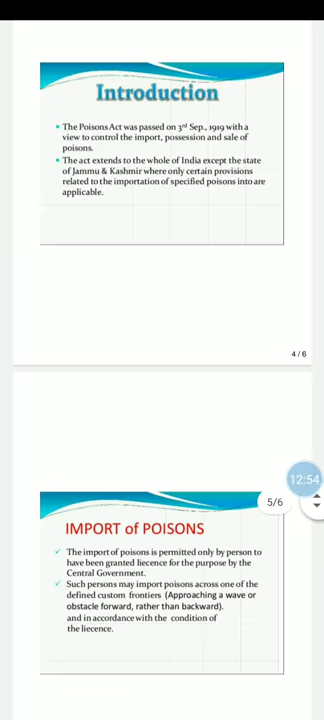 Introduction
• The Poisons Act was passed on 3rd Sep., 1919 with a
view to control the import, possession and sale of
poisons.
• The act extends to the whole of India except the state
of Jammu & Kashmir where only certain provisions
related to the importation of specified poisons into are
applicable.
4 / 6
12:54
5/6
IMPORT of POISONS
✓ The import of poisons is permitted only by person to
have been granted liecence for the purpose by the
Central Government.
✓ Such persons may import poisons across one of the
defined custom frontiers (Approaching a wave or
obstacle forward, rather than backward).
and in accordance with the condition of
the liecence.